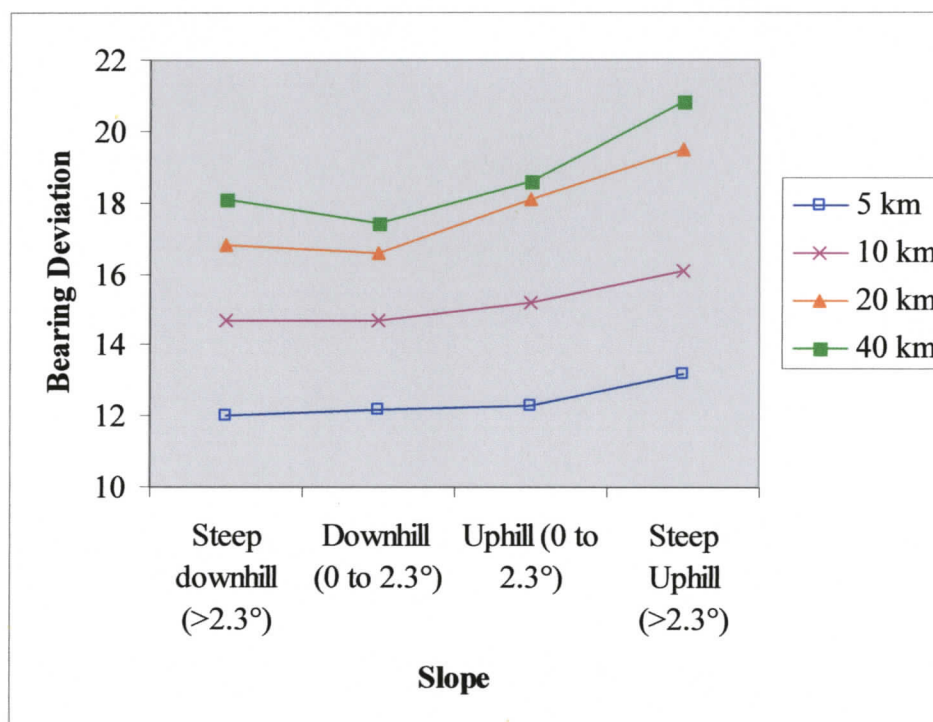 22
20
18
16
14
12
10
Bearing Deviation
Steep
downhill
(>2.3°)
Downhill
(0 to 2.3°)
Uphill (0 to
2.3°)
Steep
Uphill
(>2.3°)
Slope
5 km
10 km
20 km
40 km